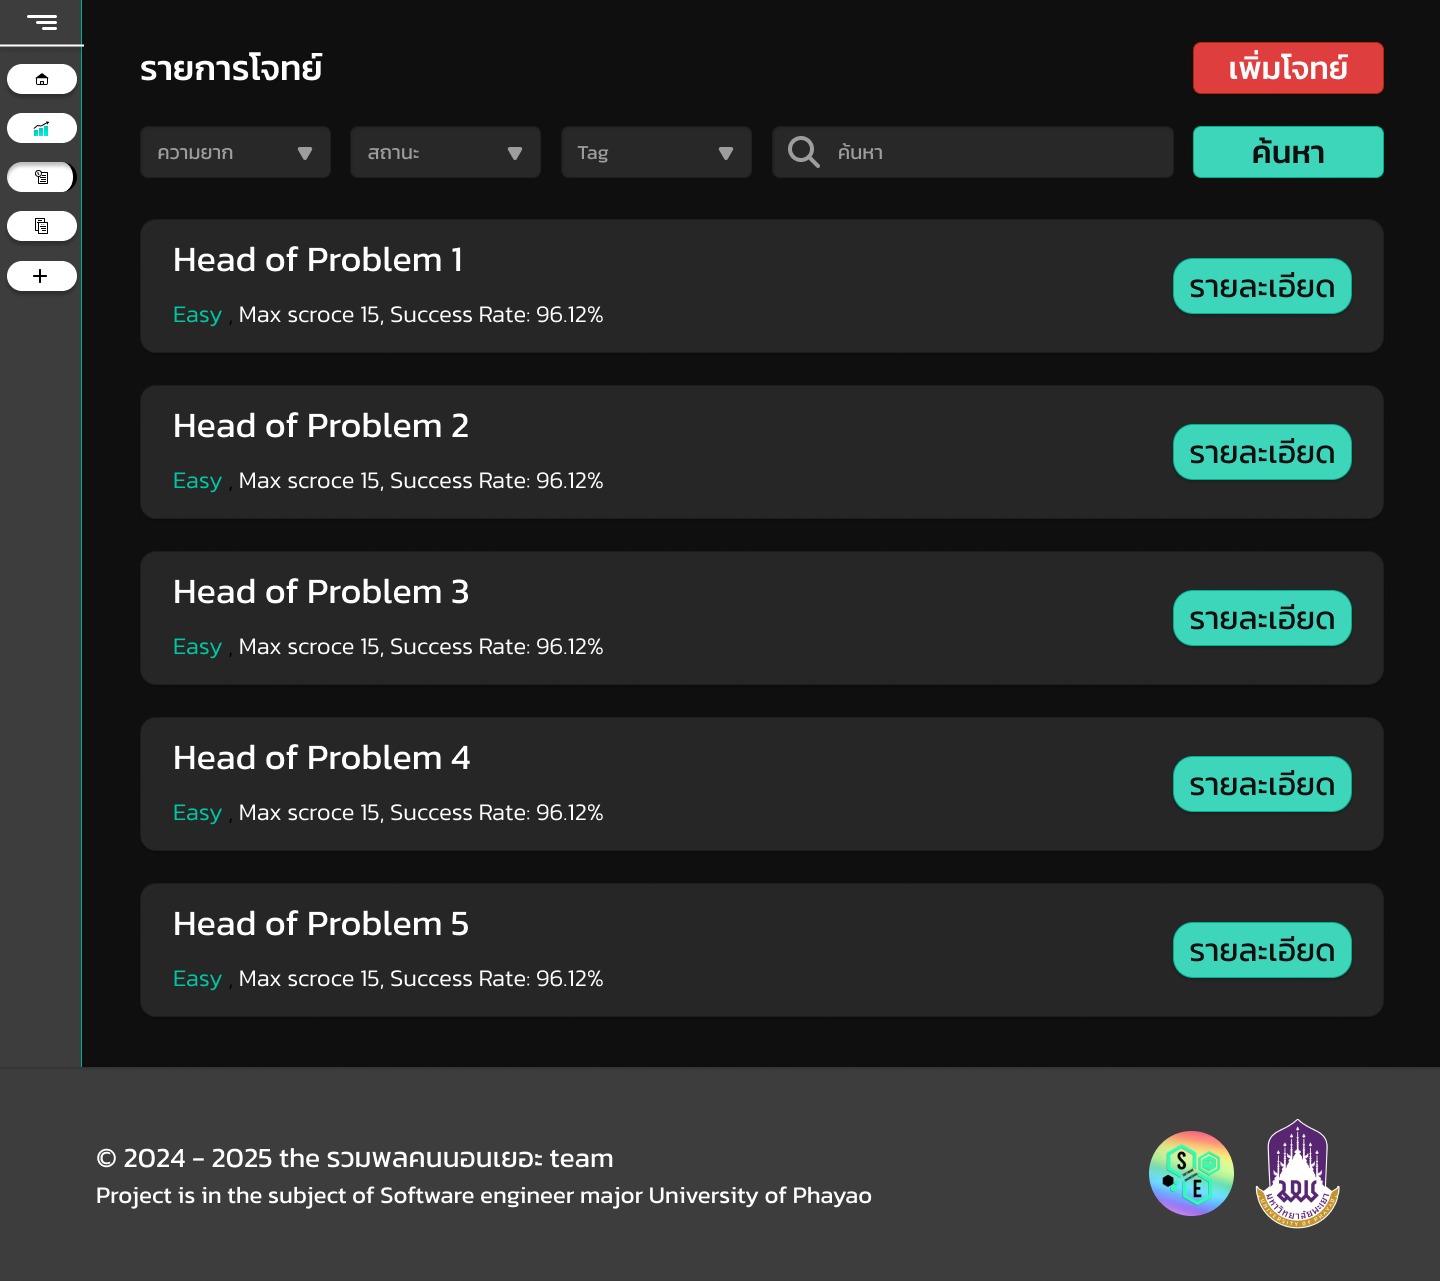 รายการโจทย์
เพิ่มโจทย์
ความยาก
สถานะ
Tag
ค้นหา
ค้นหา
Head of Problem 1
Easy , Max scroce 15, Success Rate: 96.12%
รายละเอียด
Head of Problem 2
Easy , Max scroce 15, Success Rate: 96.12%
รายละเอียด
Head of Problem 3
Easy , Max scroce 15, Success Rate: 96.12%
รายละเอียด
Head of Problem 4
Easy , Max scroce 15, Success Rate: 96.12%
รายละเอียด
Head of Problem 5
Easy , Max scroce 15, Success Rate: 96.12%
รายละเอียด
© 2024 - 2025 the รวมพลคนนอนเยอะ team
Project is in the subject of Software engineer major University of Phayao
S
E
มหาวิทยาลัยพะเยา
UNIVERSITY OF PHAYAO